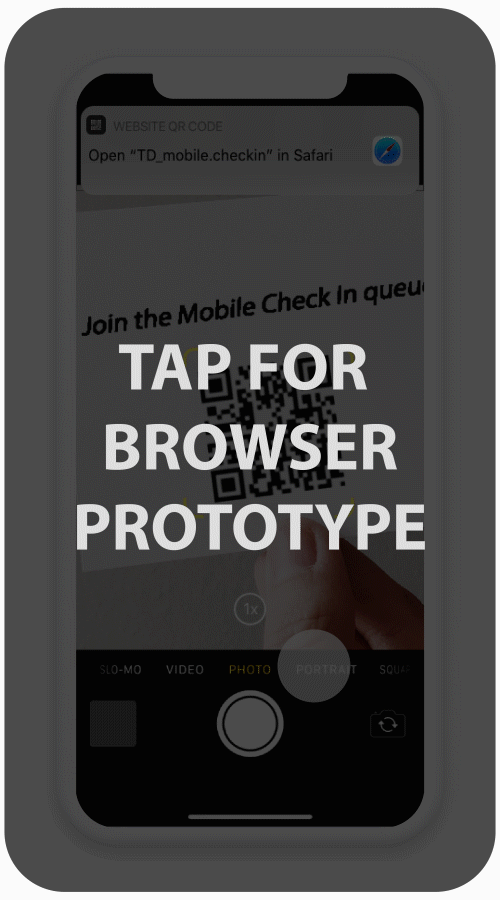 WEBSITE QR CODE
Open “TD_mobile.checkin” in Safari
Join the Mobile Check In queue
TAP FOR
BROWSER
PROTOTYPE
1x
SLO-MO VIDEO PHOTO PORTRAIT SQUA